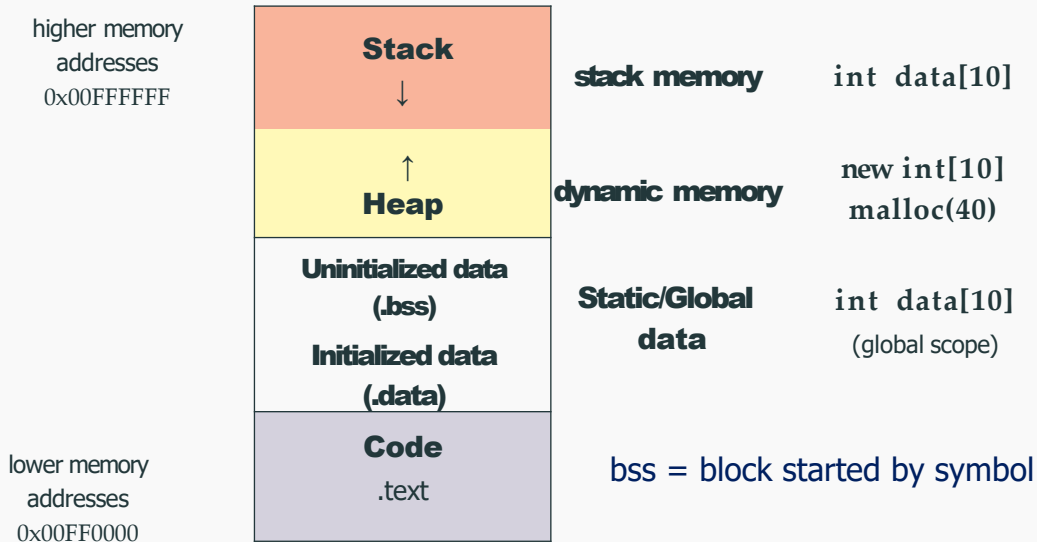 higher memory
addresses
0x00FFFFFF
Stack
↓
stack memory
int data[10]
↑
Heap
dynamic memory
new int[10]
malloc(40)
Uninitialized data
(.bss)
Initialized data
(.data)
Static/Global
data
int data[10]
(global scope)
Code
.text
lower memory
addresses
0x00FF0000
bss = block started by symbol